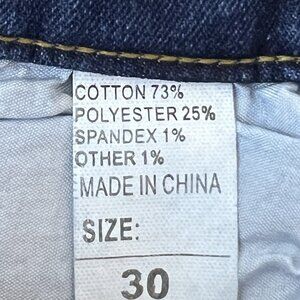 COTTON 73%
POLYESTER 25%
SPANDEX 1%
OTHER 1%
MADE IN CHINA
SIZE:
30